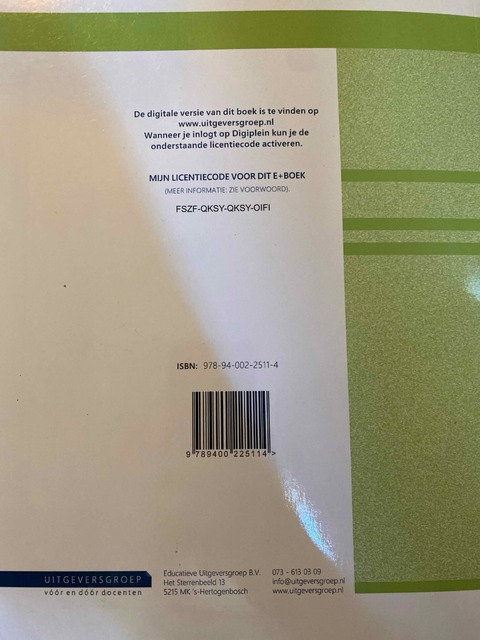 De digitale versie van dit boek is te vinden op
www.uitgeversgroep.nl
Wanneer je inlogt op Digiplein kun je de
onderstaande licentiecode activeren.
MIJN LICENTIECODE VOOR DIT E+BOEK
(MEER INFORMATIE: ZIE VOORWOORD).
FSZF-QKSY-QKSY-OIFI
ISBN: 978-94-002-2511-4
9 789400 225114 >
UITGEVERSGROEP
vóór en dóór docenten
Educatieve Uitgeversgroep B.V.
Het Sterrenbeeld 13
5215 MK 's-Hertogenbosch
073 - 613 03 09
info@uitgeversgroep.nl
www.uitgeversgroep.nl